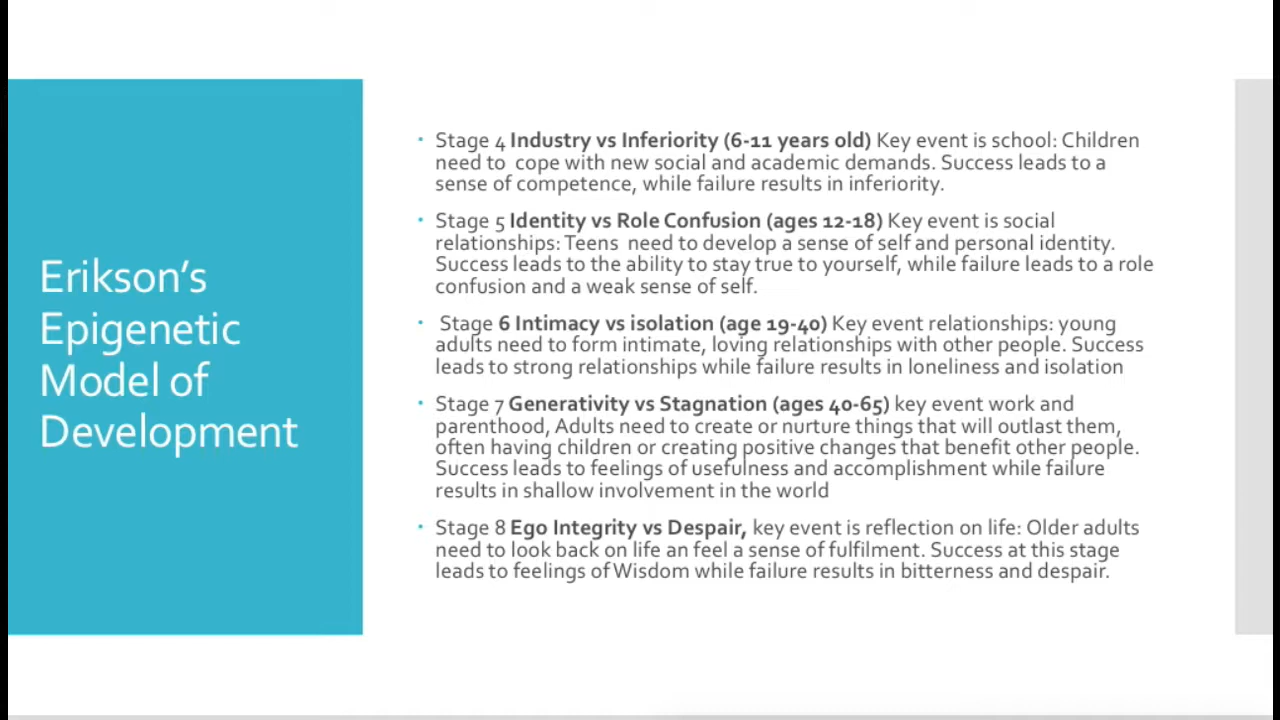 Erikson's
Epigenetic
Model of
Development
Stage 4 Industry vs Inferiority (6-11 years old) Key event is school: Children
need to cope with new social and academic demands. Success leads to a
sense of competence, while failure results in inferiority.
Stage 5 Identity vs Role Confusion (ages 12-18) Key event is social
relationships: Teens need to develop a sense of self and personal identity.
Success leads to the ability to stay true to yourself, while failure leads to a role
confusion and a weak sense of self.
Stage 6 Intimacy vs isolation (age 19-40) Key event relationships: young
adults need to form intimate, loving relationships with other people. Success
leads to strong relationships while failure results in loneliness and isolation
Stage 7 Generativity vs Stagnation (ages 40-65) key event work and
parenthood, Adults need to create or nurture things that will outlast them,
often having children or creating positive changes that benefit other people.
Success leads to feelings of usefulness and accomplishment while failure
results in shallow involvement in the world
Stage 8 Ego Integrity vs Despair, key event is reflection on life: Older adults
need to look back on life an feel a sense of fulfilment. Success at this stage
leads to feelings of Wisdom while failure results in bitterness and despair.